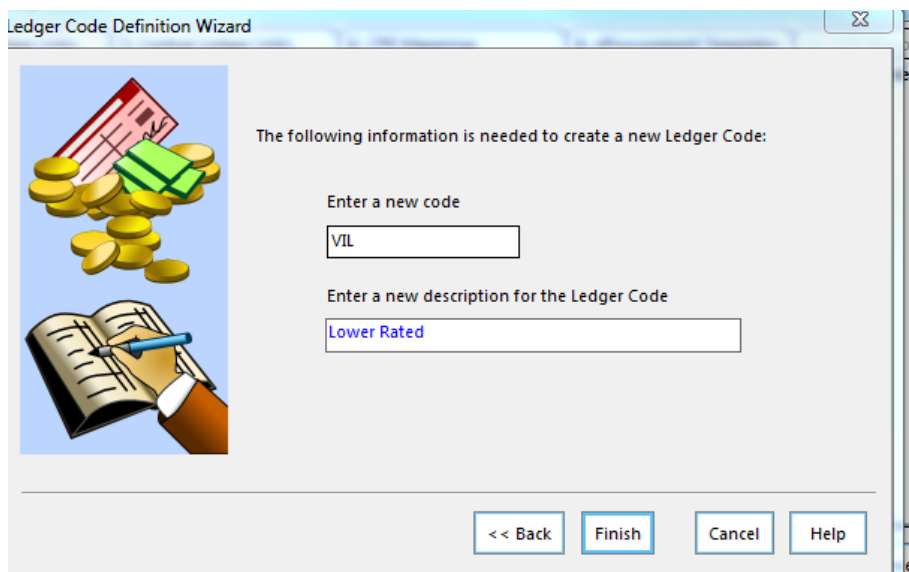 Ledger Code Definition Wizard
The following information is needed to create a new Ledger Code:
Enter a new code
VIL
Enter a new description for the Ledger Code
Lower Rated
<< Back Finish Cancel Help